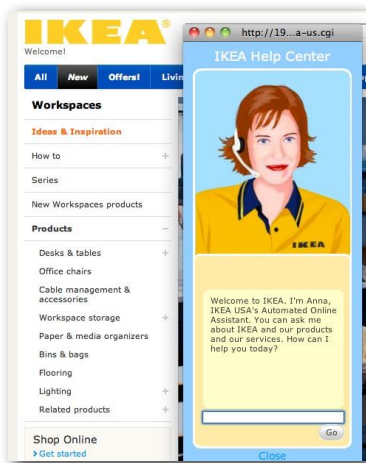 IKEA®
Welcome!
All New Offers! Livin
Workspaces
Ideas & Inspiration
How to
Series
New Workspaces products
Products
Desks & tables
Office chairs
Cable management &
accessories
Workspace storage
Paper & media organizers
Bins & bags
Flooring
Lighting
Related products
Shop Online
Get started
http://19...a-us.cgi
IKEA Help Center
IKEA
Welcome to IKEA. I'm Anna,
IKEA USA's Automated Online
Assistant. You can ask me
about IKEA and our products
and our services. How can I
help you today?
Go
Close